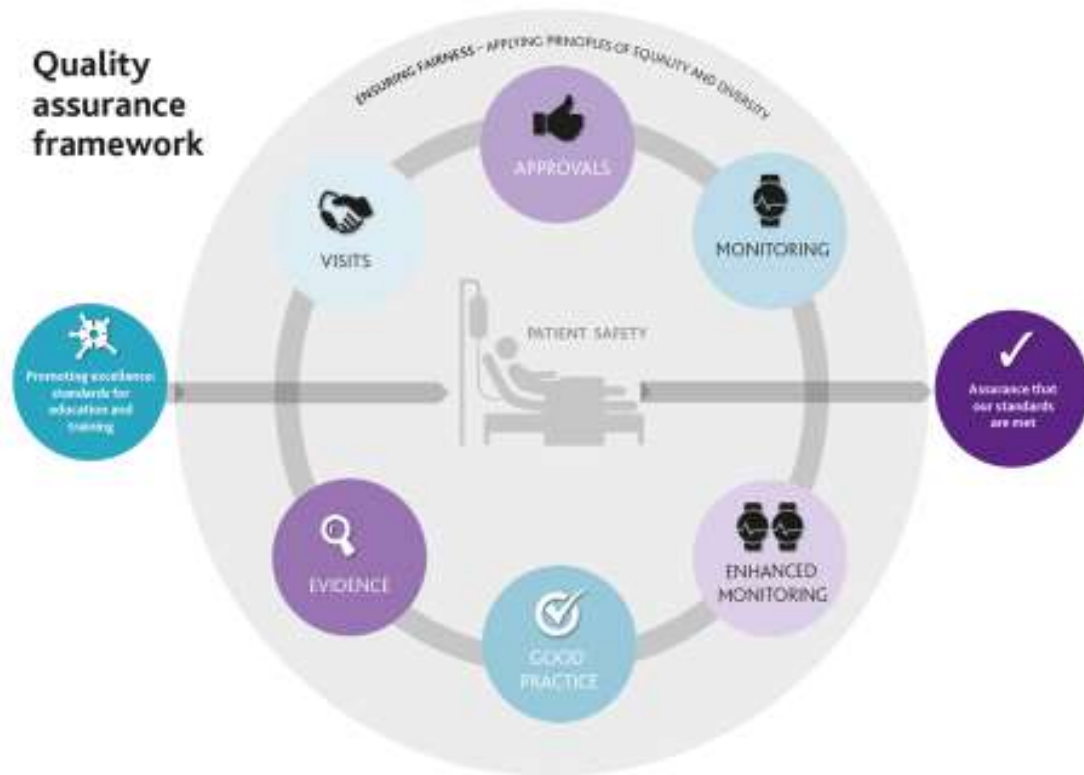 Quality
assurance
framework
ENSURING FAIRNESS – APPLYING PRINCIPLES OF EQUALITY AND DIVERSITY
APPROVALS
VISITS
MONITORING
PATIENT SAFETY
Promoting excellence:
standards for
education and
training
Assurance that
our standards
are met
EVIDENCE
ENHANCED
MONITORING
GOOD
PRACTICE